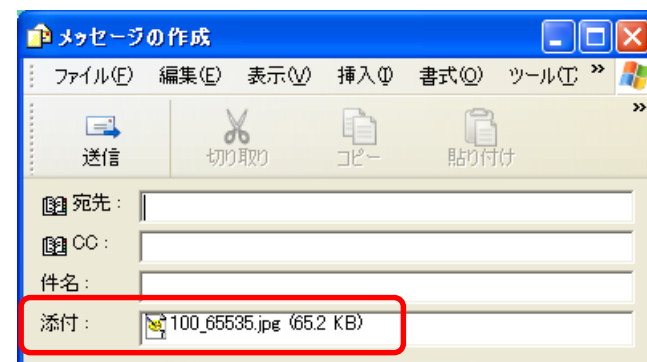 メッセージの作成
ファイル(F) 編集(E) 表示(V) 挿入(I) 書式(O) ツール(T) »
送信 切り取り コピー 貼り付け »
宛先:
CC:
件名:
添付: 100_65535.jpg (65.2 KB)